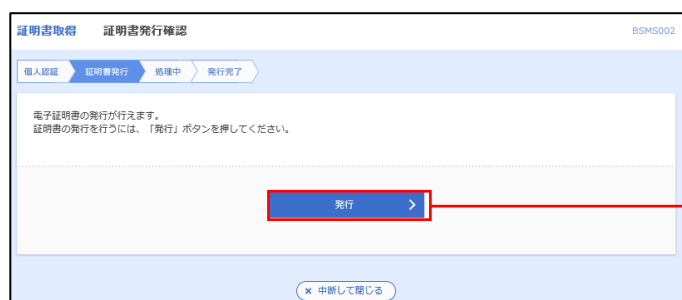 証明書取得 証明書発行確認 BSMS002
個人認証 証明書発行 処理中 発行完了
電子証明書の発行が行えます。
証明書の発行を行うには、「発行」ボタンを押してください。
発行
× 中断して閉じる